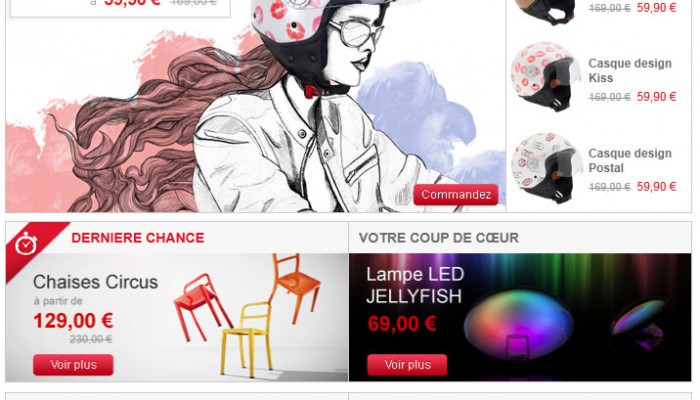 à 59,90 € 169,00 €
Commandez
169,00 € 59,90 €
Casque design
Kiss
169,00 € 59,90 €
Casque design
Postal
169,00 € 59,90 €
DERNIERE CHANCE
Chaises Circus
à partir de
129,00 €
230,00 €
Voir plus
VOTRE COUP DE CŒUR
Lampe LED
JELLYFISH
69,00 €
Voir plus